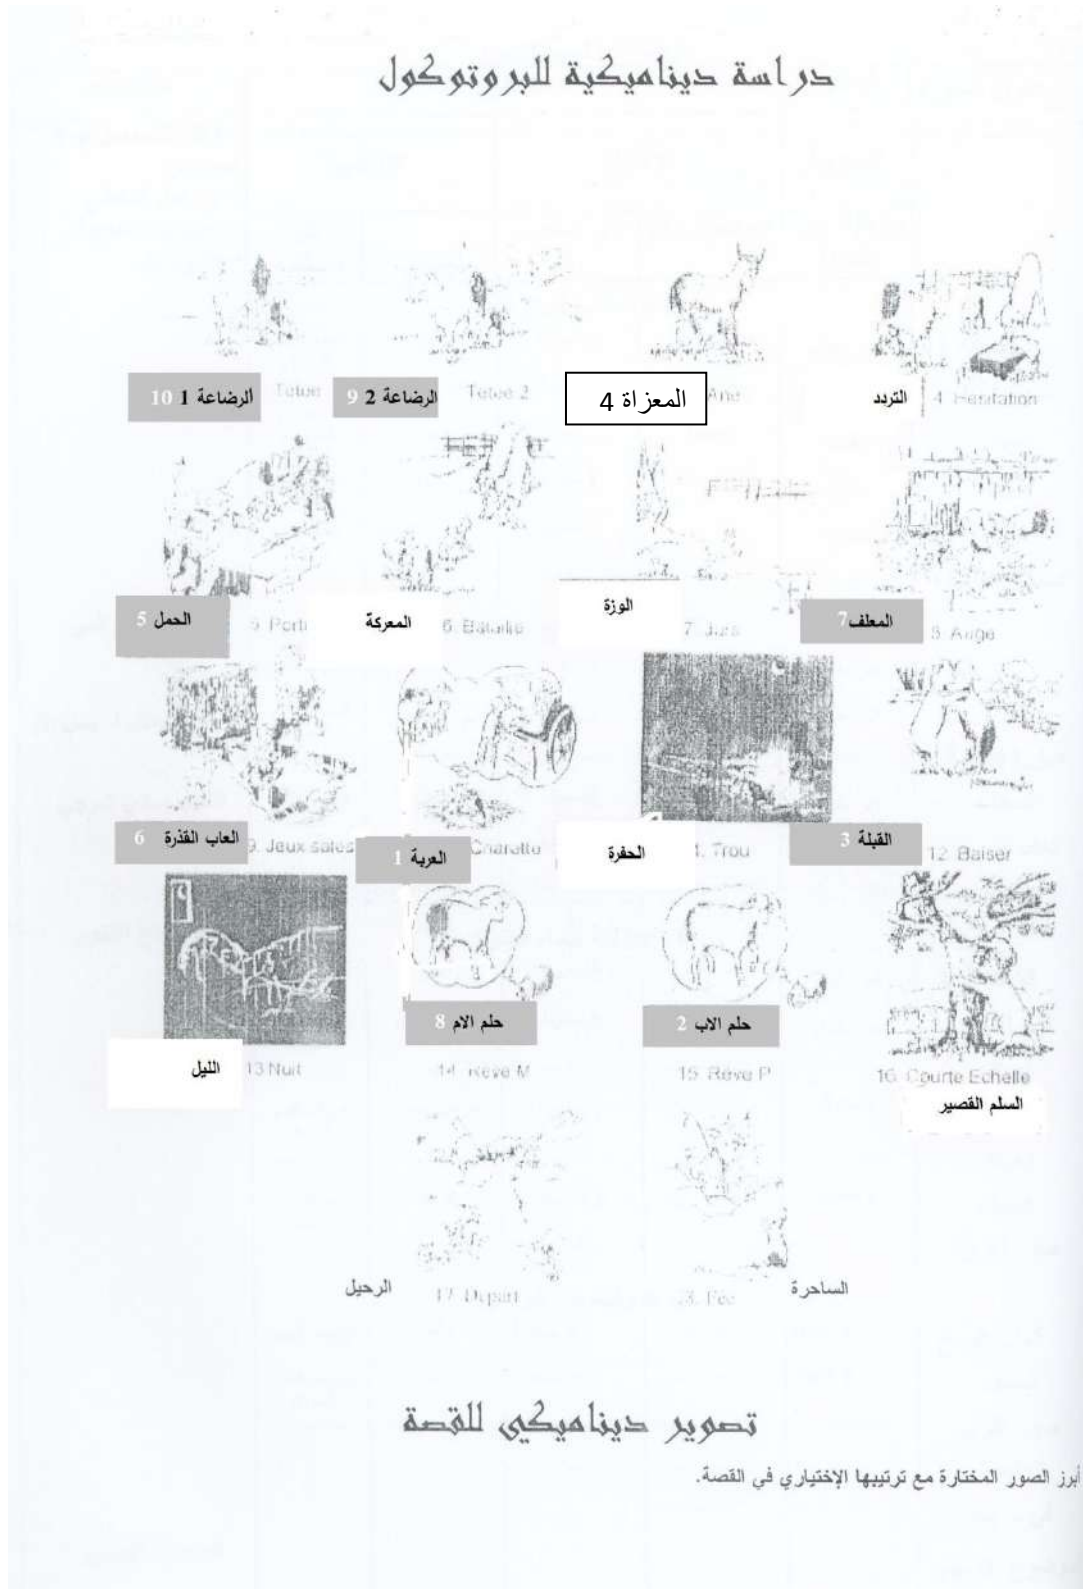 دراسة ديناميكية للبروتوكول
الرضاعة 1 10
Tetee
الرضاعة 2 9
Tetee 2
المعزاة 4
Ane
التردد
4. Hesitation
الحمل 5
5. Port
المعركة
6. Bataille
الوزة
7. Jars
المعلف 7
8. Auge
العاب القذرة 6
9. Jeux sales
العربة 1
Charette
الحفرة
Trou
القبلة 3
12. Baiser
الليل
13 Nuit
حلم الام 8
14. Reve M
حلم الاب 2
15. Reve P
16. Courte Echelle
السلم القصير
الرحيل
17. Depart
Fee
الساحرة
تصوير ديناميكي للقصة
أبرز الصور المختارة مع ترتيبها الإختياري في القصة.